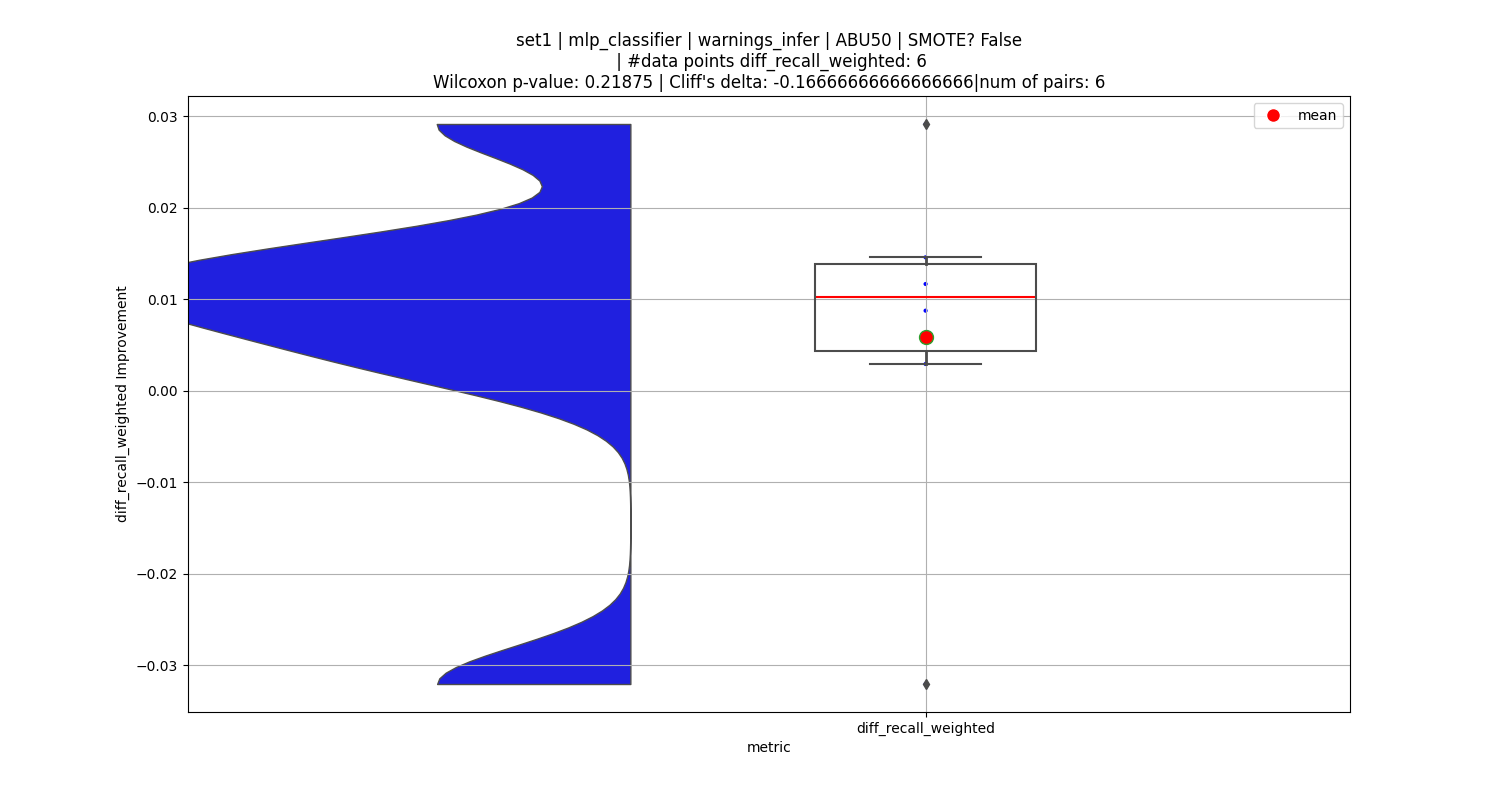 set1 | mlp_classifier | warnings_infer | ABU50 | SMOTE? False
| #data points diff_recall_weighted: 6
Wilcoxon p-value: 0.21875 | Cliff's delta: -0.16666666666666666|num of pairs: 6
mean
0.03
0.02
0.01
0.00
−0.01
−0.02
−0.03
diff_recall_weighted Improvement
diff_recall_weighted
metric